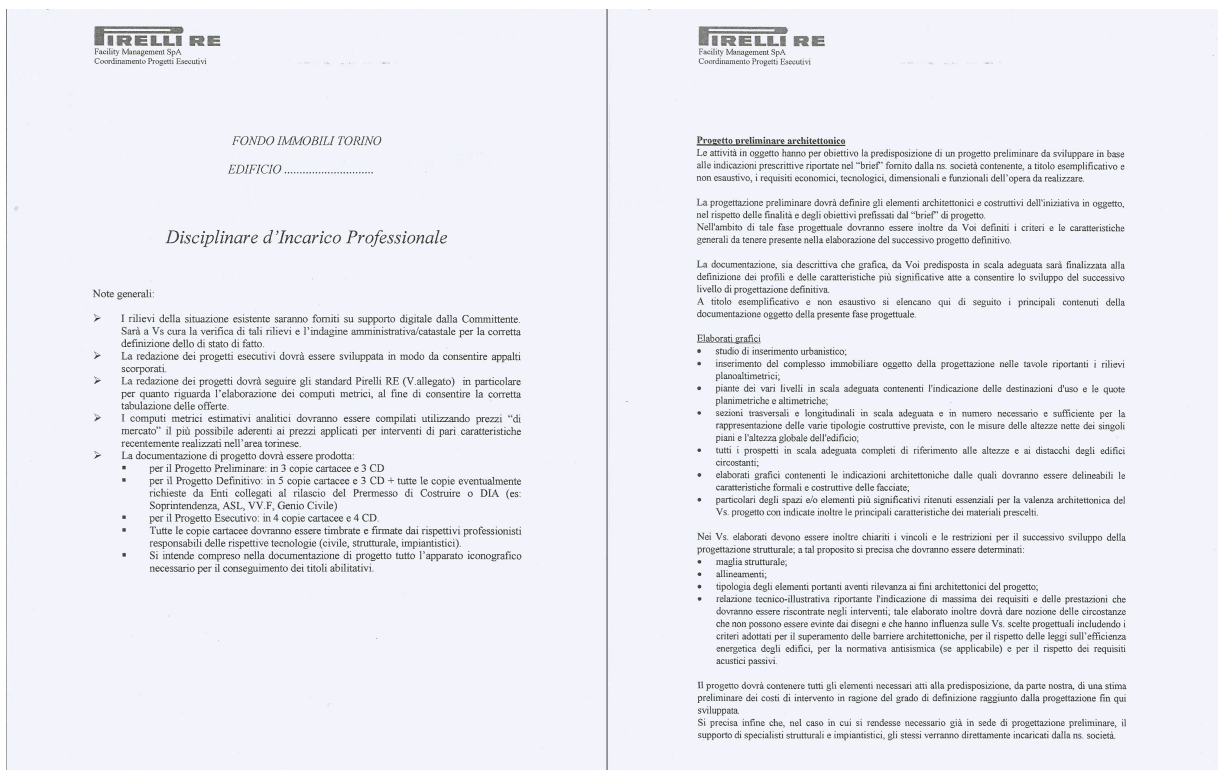 PIRELLI RE
Facility Management SpA
Coordinamento Progetti Esecutivi
FONDO IMMOBILI TORINO
EDIFICIO .............................
Disciplinare d'Incarico Professionale
Note generali:
➢ I rilievi della situazione esistente saranno forniti su supporto digitale dalla Committente.
Sarà a Vs cura la verifica di tali rilievi e l'indagine amministrativa/catastale per la corretta
definizione dello di stato di fatto.
➢ La redazione dei progetti esecutivi dovrà essere sviluppata in modo da consentire appalti
scorporati.
➢ La redazione dei progetti dovrà seguire gli standard Pirelli RE (V.allegato) in particolare
per quanto riguarda l'elaborazione dei computi metrici, al fine di consentire la corretta
tabulazione delle offerte.
➢ I computi metrici estimativi analitici dovranno essere compilati utilizzando prezzi "di
mercato" il più possibile aderenti ai prezzi applicati per interventi di pari caratteristiche
recentemente realizzati nell'area torinese.
➢ La documentazione di progetto dovrà essere prodotta:
▪ per il Progetto Preliminare: in 3 copie cartacee e 3 CD
▪ per il Progetto Definitivo: in 5 copie cartacee e 3 CD + tutte le copie eventualmente
richieste da Enti collegati al rilascio del Premesso di Costruire o DIA (es:
Soprintendenza, ASL, VV.F, Genio Civile)
▪ per il Progetto Esecutivo: in 4 copie cartacee e 4 CD.
▪ Tutte le copie cartacee dovranno essere timbrate e firmate dai rispettivi professionisti
responsabili delle rispettive tecnologie (civile, strutturale, impiantistici).
▪ Si intende compreso nella documentazione di progetto tutto l'apparato iconografico
necessario per il conseguimento dei titoli abilitativi.
PIRELLI RE
Facility Management SpA
Coordinamento Progetti Esecutivi
Progetto preliminare architettonico
Le attività in oggetto hanno per obiettivo la predisposizione di un progetto preliminare da sviluppare in base
alle indicazioni prescrittive riportate nel "brief" fornito dalla ns. società contenente, a titolo esemplificativo e
non esaustivo, i requisiti economici, tecnologici, dimensionali e funzionali dell'opera da realizzare.
La progettazione preliminare dovrà definire gli elementi architettonici e costruttivi dell'iniziativa in oggetto,
nel rispetto delle finalità e degli obiettivi prefissati dal "brief" di progetto.
Nell'ambito di tale fase progettuale dovranno essere inoltre da Voi definiti i criteri e le caratteristiche
generali da tenere presente nella elaborazione del successivo progetto definitivo.
La documentazione, sia descrittiva che grafica, da Voi predisposta in scala adeguata sarà finalizzata alla
definizione dei profili e delle caratteristiche più significative atte a consentire lo sviluppo del successivo
livello di progettazione definitiva.
A titolo esemplificativo e non esaustivo si elencano qui di seguito i principali contenuti della
documentazione oggetto della presente fase progettuale.
Elaborati grafici
• studio di inserimento urbanistico;
• inserimento del complesso immobiliare oggetto della progettazione nelle tavole riportanti i rilievi
planoaltimetrici;
• piante dei vari livelli in scala adeguata contenenti l'indicazione delle destinazioni d'uso e le quote
planimetriche e altimetriche;
• sezioni trasversali e longitudinali in scala adeguata e in numero necessario e sufficiente per la
rappresentazione delle varie tipologie costruttive previste, con le misure delle altezze nette dei singoli
piani e l'altezza globale dell'edificio;
• tutti i prospetti in scala adeguata completi di riferimento alle altezze e ai distacchi degli edifici
circostanti;
• elaborati grafici contenenti le indicazioni architettoniche dalle quali dovranno essere delineabili le
caratteristiche formali e costruttive delle facciate;
• particolari degli spazi e/o elementi più significativi ritenuti essenziali per la valenza architettonica del
Vs. progetto con indicate inoltre le principali caratteristiche dei materiali prescelti.
Nei Vs. elaborati devono essere inoltre chiariti i vincoli e le restrizioni per il successivo sviluppo della
progettazione strutturale; a tal proposito si precisa che dovranno essere determinati:
• maglia strutturale;
• allineamenti;
• tipologia degli elementi portanti aventi rilevanza ai fini architettonici del progetto;
• relazione tecnico-illustrativa riportante l'indicazione di massima dei requisiti e delle prestazioni che
dovranno essere riscontrate negli interventi; tale elaborato inoltre dovrà dare nozione delle circostanze
che non possono essere evinte dai disegni e che hanno influenza sulle Vs. scelte progettuali includendo i
criteri adottati per il superamento delle barriere architettoniche, per il rispetto delle leggi sull'efficienza
energetica degli edifici, per la normativa antisismica (se applicabile) e per il rispetto dei requisiti
acustici passivi.
Il progetto dovrà contenere tutti gli elementi necessari atti alla predisposizione, da parte nostra, di una stima
preliminare dei costi di intervento in ragione del grado di definizione raggiunto dalla progettazione fin qui
sviluppata.
Si precisa infine che, nel caso in cui si rendesse necessario già in sede di progettazione preliminare, il
supporto di specialisti strutturali e impiantistici, gli stessi verranno direttamente incaricati dalla ns. società.